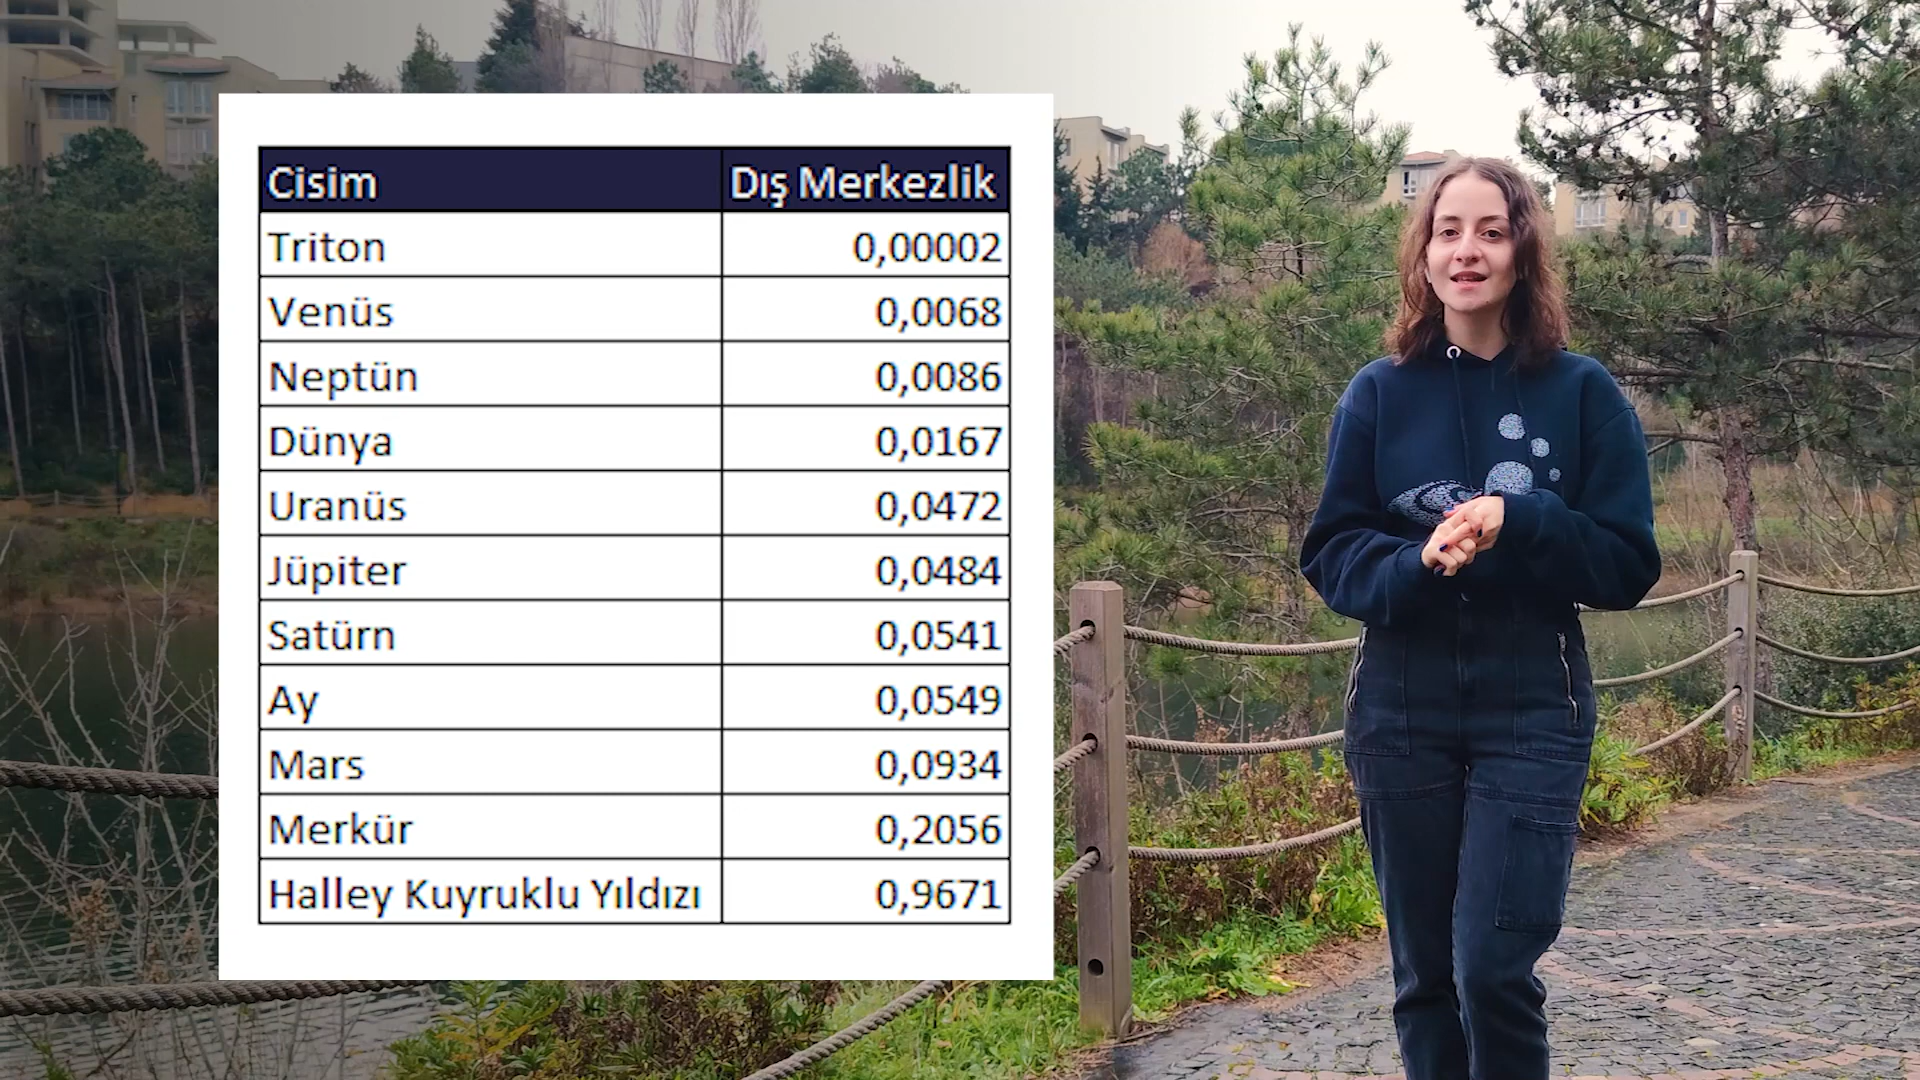 Cisim Dış Merkezlik
Triton 0,00002
Venüs 0,0068
Neptün 0,0086
Dünya 0,0167
Uranüs 0,0472
Jüpiter 0,0484
Satürn 0,0541
Ay 0,0549
Mars 0,0934
Merkür 0,2056
Halley Kuyruklu Yıldızı 0,9671